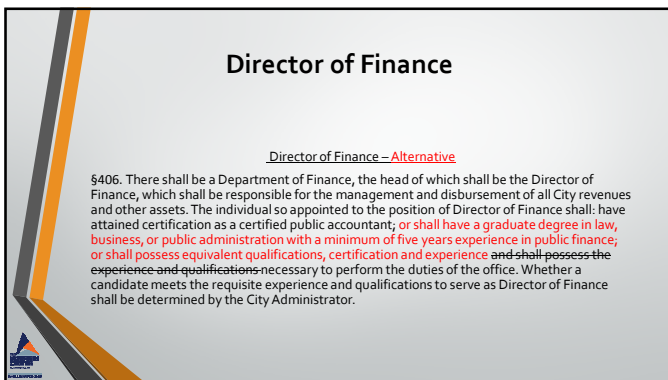 Director of Finance
Director of Finance – Alternative
§406. There shall be a Department of Finance, the head of which shall be the Director of
Finance, which shall be responsible for the management and disbursement of all City revenues
and other assets. The individual so appointed to the position of Director of Finance shall: have
attained certification as a certified public accountant; or shall have a graduate degree in law,
business, or public administration with a minimum of five years experience in public finance;
or shall possess equivalent qualifications, certification and experience and shall possess the
experience and qualifications necessary to perform the duties of the office. Whether a
candidate meets the requisite experience and qualifications to serve as Director of Finance
shall be determined by the City Administrator.